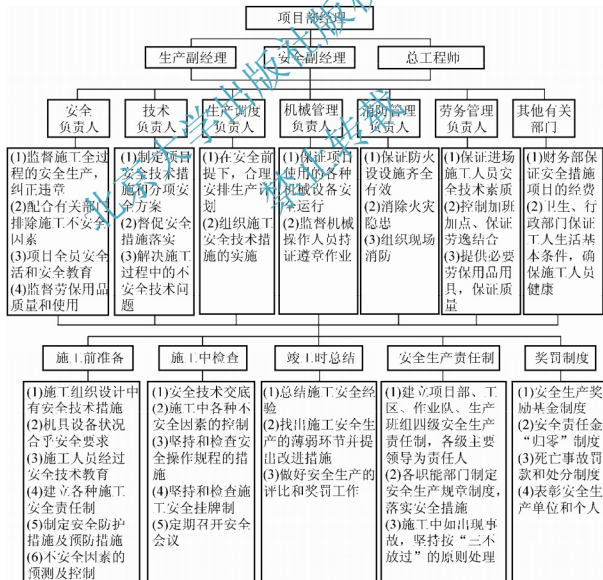 项目部经理
生产副经理
安全副经理
总工程师
安全
负责人
技术
负责人
生产调度
负责人
机械管理
负责人
消防管理
负责人
劳务管理
负责人
其他有关
部门
(1)监督施工全过
程的安全生产,
纠正违章
(2)配合有关部门
排除施工不安全
因素
(3)项目全员安全
活和安全教育
(4)监督劳保用品
质量和使用
(1)制定项目
安全技术措
施和分项安
全方案
(2)督促安全
措施落实
(3)解决施工
过程中的不
安全技术问
题
(1)在安全前
提下,合理
安排生产计
划
(2)组织施工
安全技术措
施的实施
(1)保证项目
使用的各种
机械设备安
全运行
(2)监督机械
操作人员持
证遵章作业
(1)保证防火
设设施齐全
有效
(2)消除火灾
隐患
(3)组织现场
消防
(1)保证进场
施工人员安
全技术素质
(2)控制加班
加点、保证
劳逸结合
(3)提供必要
劳保用品用
具,保证质
量
(1)财务部保
证安全措施
项目的经费
(2)卫生、行
政部门保证
工人生活基
本条件,确
保施工人员
健康
施工前准备
施工中检查
竣工时总结
安全生产责任制
奖罚制度
(1)施工组织设计中
有安全技术措施
(2)机具设备状况
合乎安全要求
(3)施工人员经过
安全技术教育
(4)建立各种施工
安全责任制
(5)制定安全防护
措施及预防措施
(6)不安全因素的
预测及控制
(1)安全技术交底
(2)施工中各种不
安全因素的控制
(3)坚持和检查安
全操作规程的措
施
(4)坚持和检查施
工安全挂牌制
(5)定期召开安全
会议
(1)总结施工安全经
验
(2)找出施工安全生
产的薄弱环节并提
出改进措施
(3)做好安全生产的
评比和奖罚工作
(1)建立项目部、工
区、作业队、生产
班组四级安全生产
责任制,各级主要
领导为责任人
(2)各职能部门制定
安全生产规章制度,
落实安全措施
(3)施工中如出现事
故,坚持按“三不
放过”的原则处理
(1)安全生产奖
励基金制度
(2)安全责任金
“归零”制度
(3)死亡事故罚
款和处分制度
(4)表彰安全生
产单位和个人
北京大学出版社版权
禁止转载